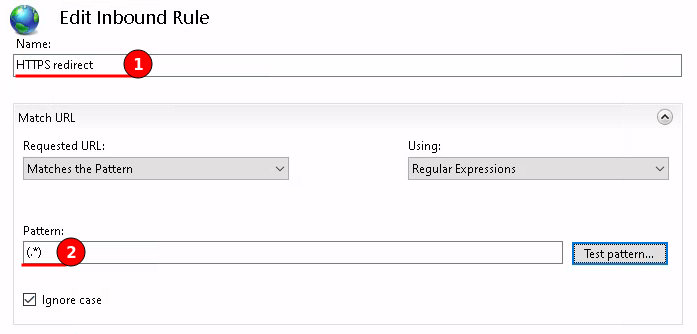 Edit Inbound Rule
Name:
HTTPS redirect 1
Match URL
Requested URL: Using:
Matches the Pattern Regular Expressions
Pattern:
(.*) 2 Test pattern...
Ignore case